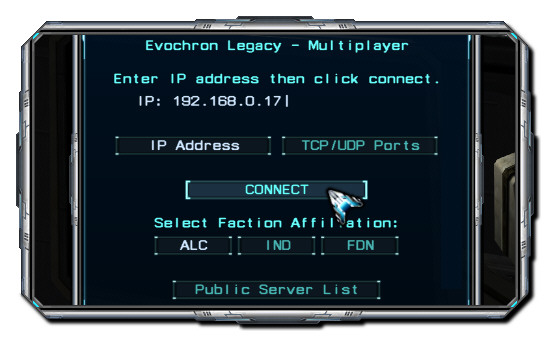 Evochron Legacy - Multiplayer
Enter IP address then click connect.
IP: 192.168.0.17|
IP Address TCP/UDP Ports
CONNECT
Select Faction Affiliation:
ALC IND FDN
Public Server List